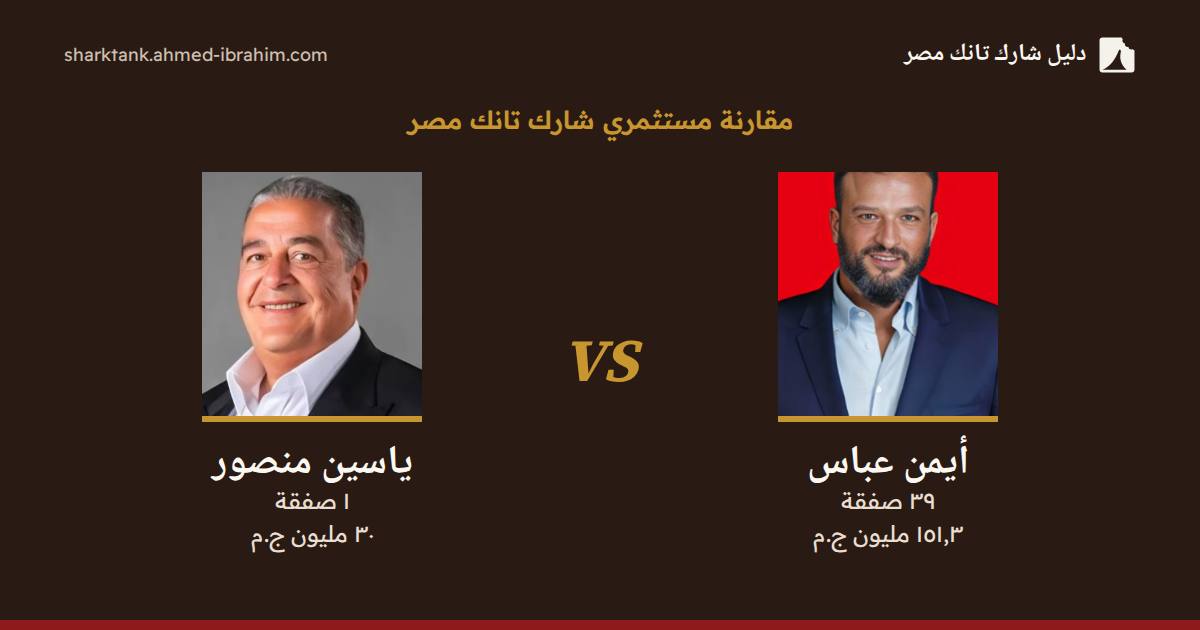 دليل شارك تانك مصر
sharktank.ahmed-ibrahim.com
مقارنة مستثمري شارك تانك مصر
أيمن عباس
٣٩ صفقة
١٥١,٣ مليون ج.م
VS
ياسين منصور
١ صفقة
٣٠ مليون ج.م